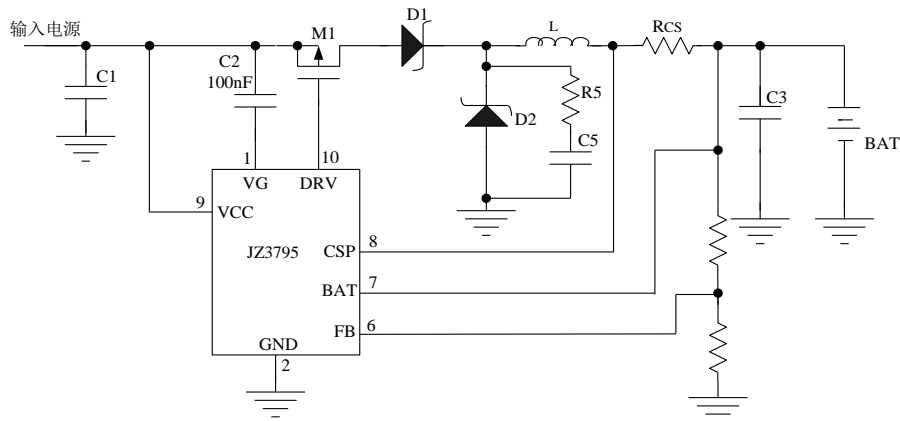 输入电源
D1
M1
L
RCS
C1
C2
100nF
R5
C3
D2
C5
BAT
1
10
VG
DRV
9
VCC
JZ3795
CSP
8
BAT
7
FB
6
GND
2